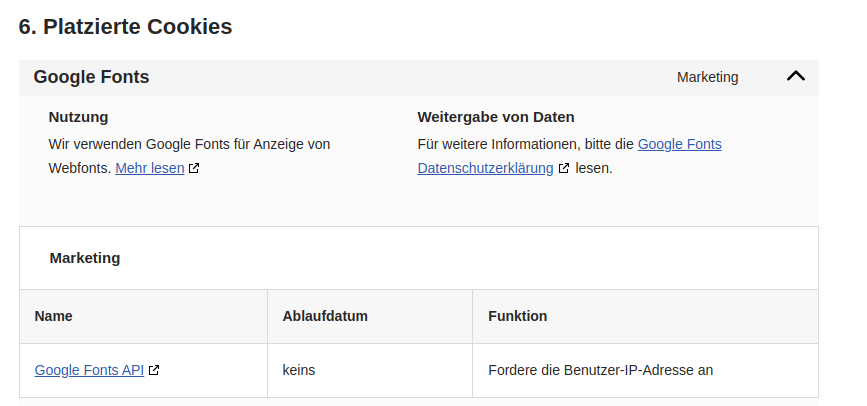 6. Platzierte Cookies
Google Fonts
Marketing
Nutzung
Wir verwenden Google Fonts für Anzeige von
Webfonts. Mehr lesen
Weitergabe von Daten
Für weitere Informationen, bitte die Google Fonts
Datenschutzerklärung lesen.
Marketing
Name Ablaufdatum Funktion
Google Fonts API keins Fordere die Benutzer-IP-Adresse an